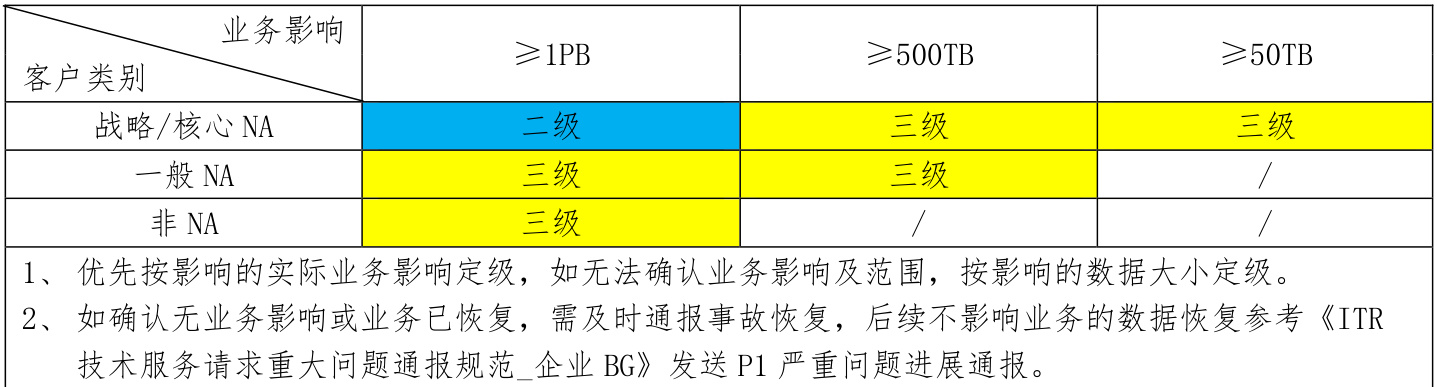 业务影响
客户类别
≥1PB ≥500TB ≥50TB
战略/核心 NA 二级 三级 三级
一般 NA 三级 三级 /
非 NA 三级 / /
1、 优先按影响的实际业务影响定级，如无法确认业务影响及范围，按影响的数据大小定级。
2、 如确认无业务影响或业务已恢复，需及时通报事故恢复，后续不影响业务的数据恢复参考《ITR
技术服务请求重大问题通报规范_企业 BG》发送 P1 严重问题进展通报。